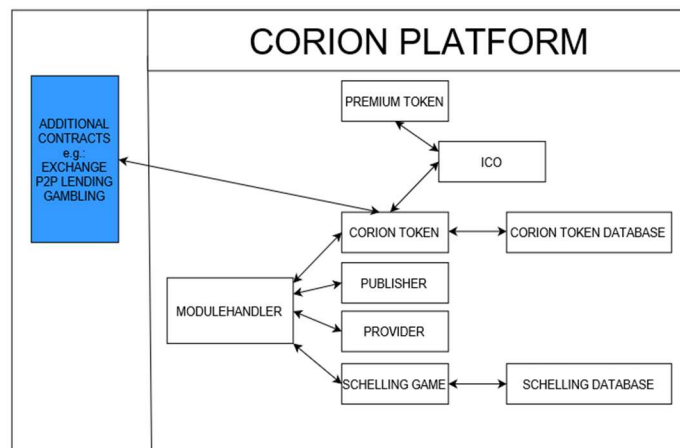 CORION PLATFORM
PREMIUM TOKEN
ADDITIONAL
CONTRACTS
e.g.:
EXCHANGE
P2P LENDING
GAMBLING
ICO
CORION TOKEN
CORION TOKEN DATABASE
PUBLISHER
MODULEHANDLER
PROVIDER
SCHELLING GAME
SCHELLING DATABASE